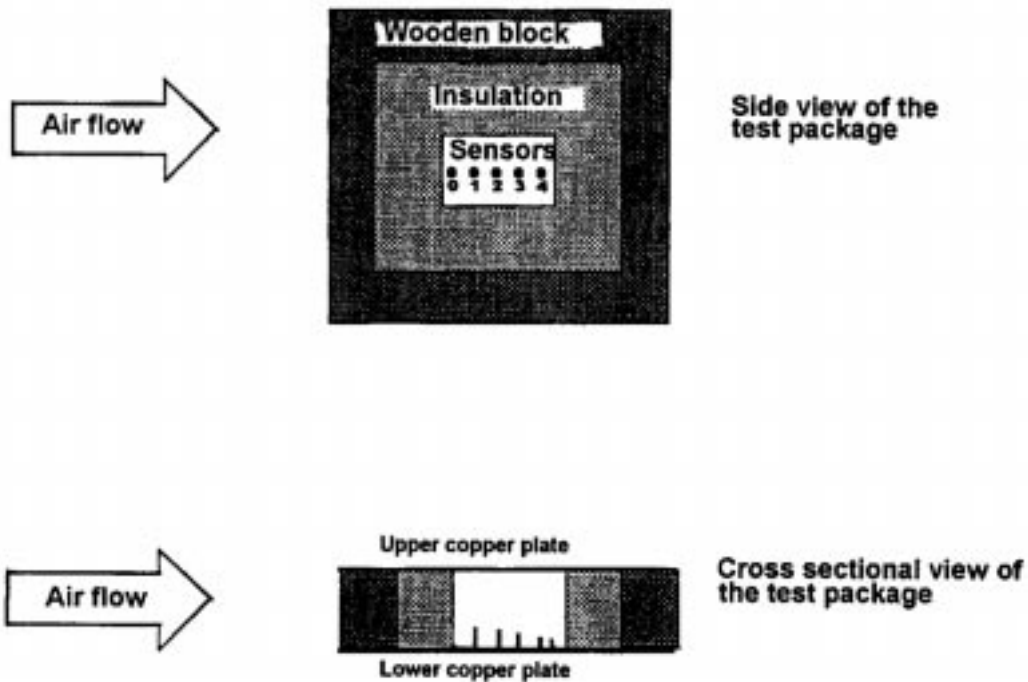 Wooden block
Insulation
Air flow
Sensors
0 1 2 3 4
Side view of the
test package
Upper copper plate
Air flow
Cross sectional view of
the test package
Lower copper plate